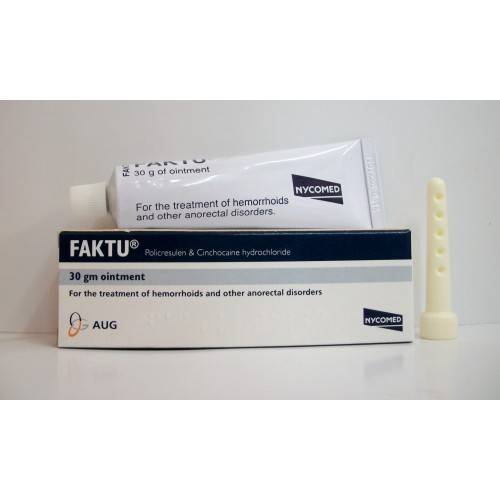 FAKTU
30 g of ointment
For the treatment of hemorrhoids
and other anorectal disorders.
NYCOMED
FAKTU® Policresulen & Cinchocaine hydrochloride
30 gm ointment
For the treatment of hemorrhoids and other anorectal disorders
AUG
NYCOMED